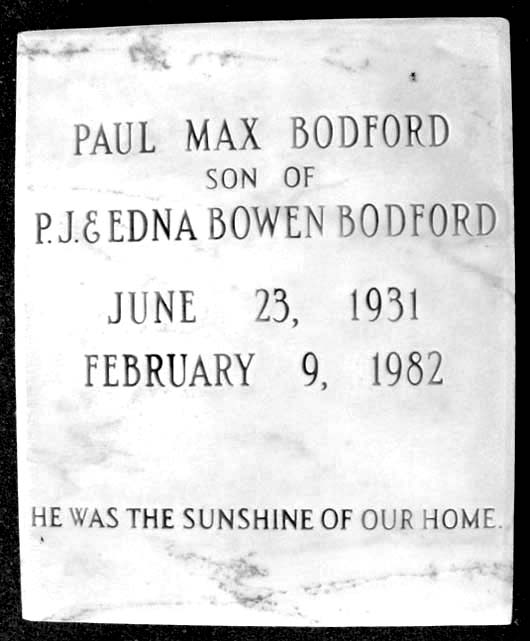 PAUL MAX BODFORD
SON OF
P.J.& EDNA BOWEN BODFORD
JUNE 23, 1931
FEBRUARY 9, 1982
HE WAS THE SUNSHINE OF OUR HOME.